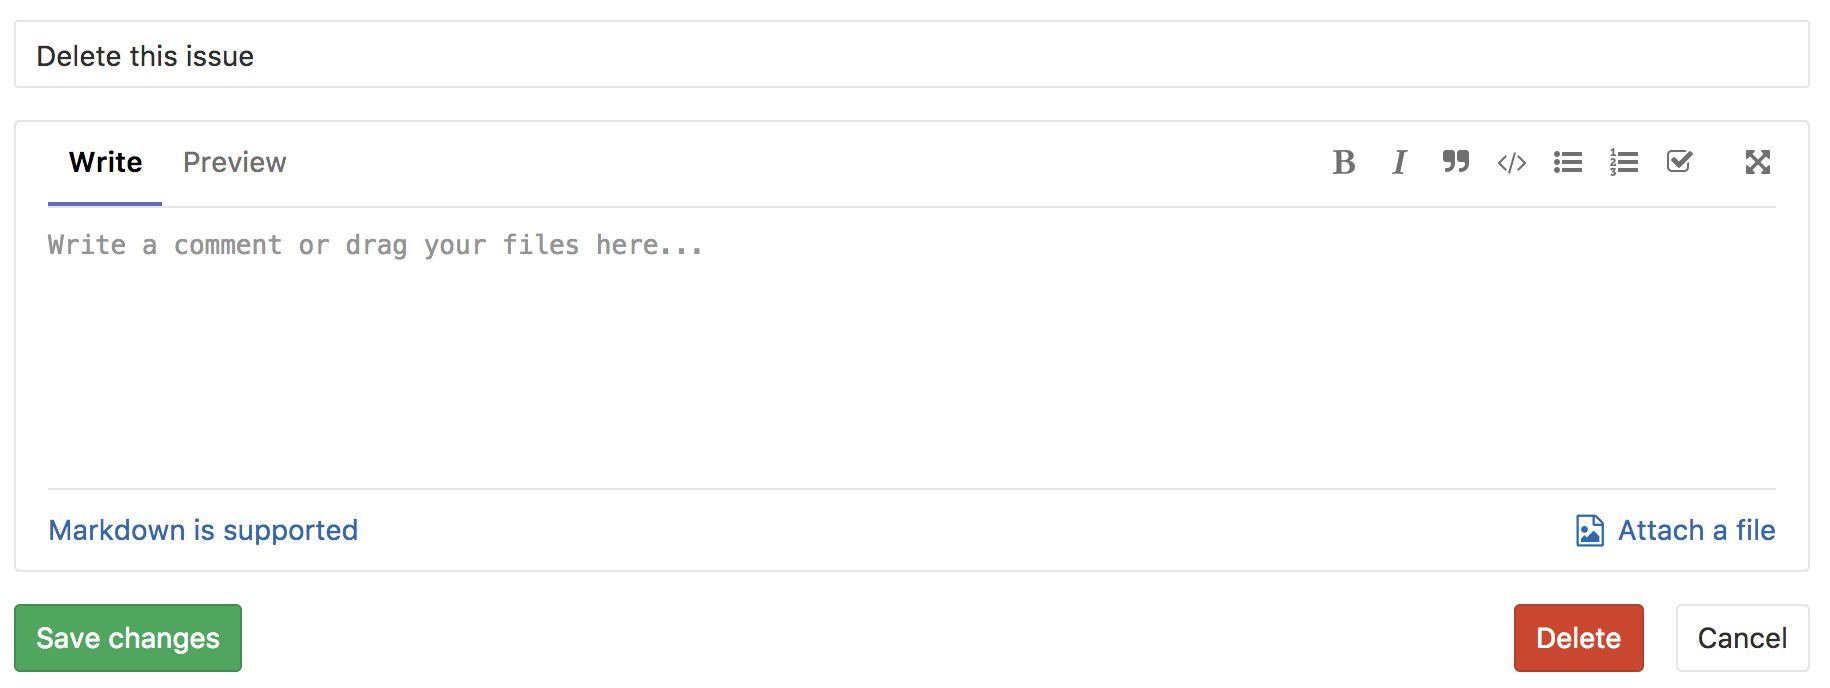 Delete this issue
Write Preview
Write a comment or drag your files here...
Markdown is supported Attach a file
Save changes Delete Cancel